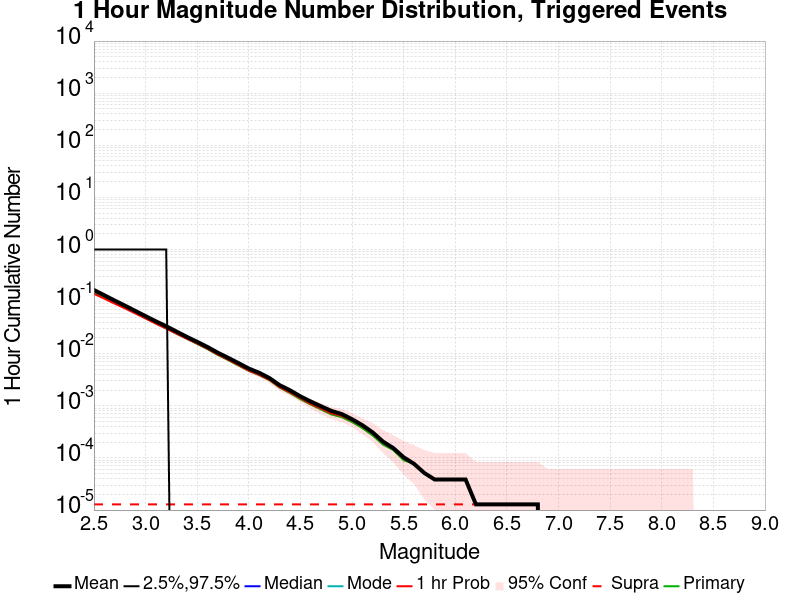 1 Hour Magnitude Number Distribution, Triggered Events
1 Hour Cumulative Number
10^4
10^3
10^2
10^1
10^0
10^-1
10^-2
10^-3
10^-4
10^-5
2.5 3.0 3.5 4.0 4.5 5.0 5.5 6.0 6.5 7.0 7.5 8.0 8.5 9.0
Magnitude
Mean 2.5%,97.5% Median Mode 1 hr Prob 95% Conf Supra Primary